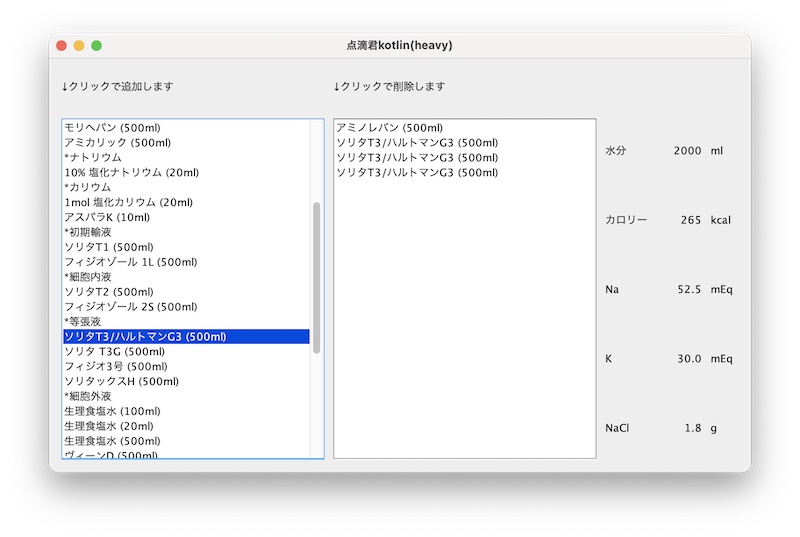 点滴君kotlin(heavy)
↓クリックで追加します
↓クリックで削除します
モリヘパン (500ml)
アミカリック (500ml)
*ナトリウム
10% 塩化ナトリウム (20ml)
*カリウム
1mol 塩化カリウム (20ml)
アスパラK (10ml)
*初期輸液
ソリタT1 (500ml)
フィジオゾール 1L (500ml)
*細胞内液
ソリタT2 (500ml)
フィジオゾール 2S (500ml)
*等張液
ソリタT3/ハルトマンG3 (500ml)
ソリタ T3G (500ml)
フィジオ3号 (500ml)
ソリタックスH (500ml)
*細胞外液
生理食塩水 (100ml)
生理食塩水 (20ml)
生理食塩水 (500ml)
ヴィーンD (500ml)
アミノレバン (500ml)
ソリタT3/ハルトマンG3 (500ml)
ソリタT3/ハルトマンG3 (500ml)
ソリタT3/ハルトマンG3 (500ml)
水分 2000 ml
カロリー 265 kcal
Na 52.5 mEq
K 30.0 mEq
NaCl 1.8 g